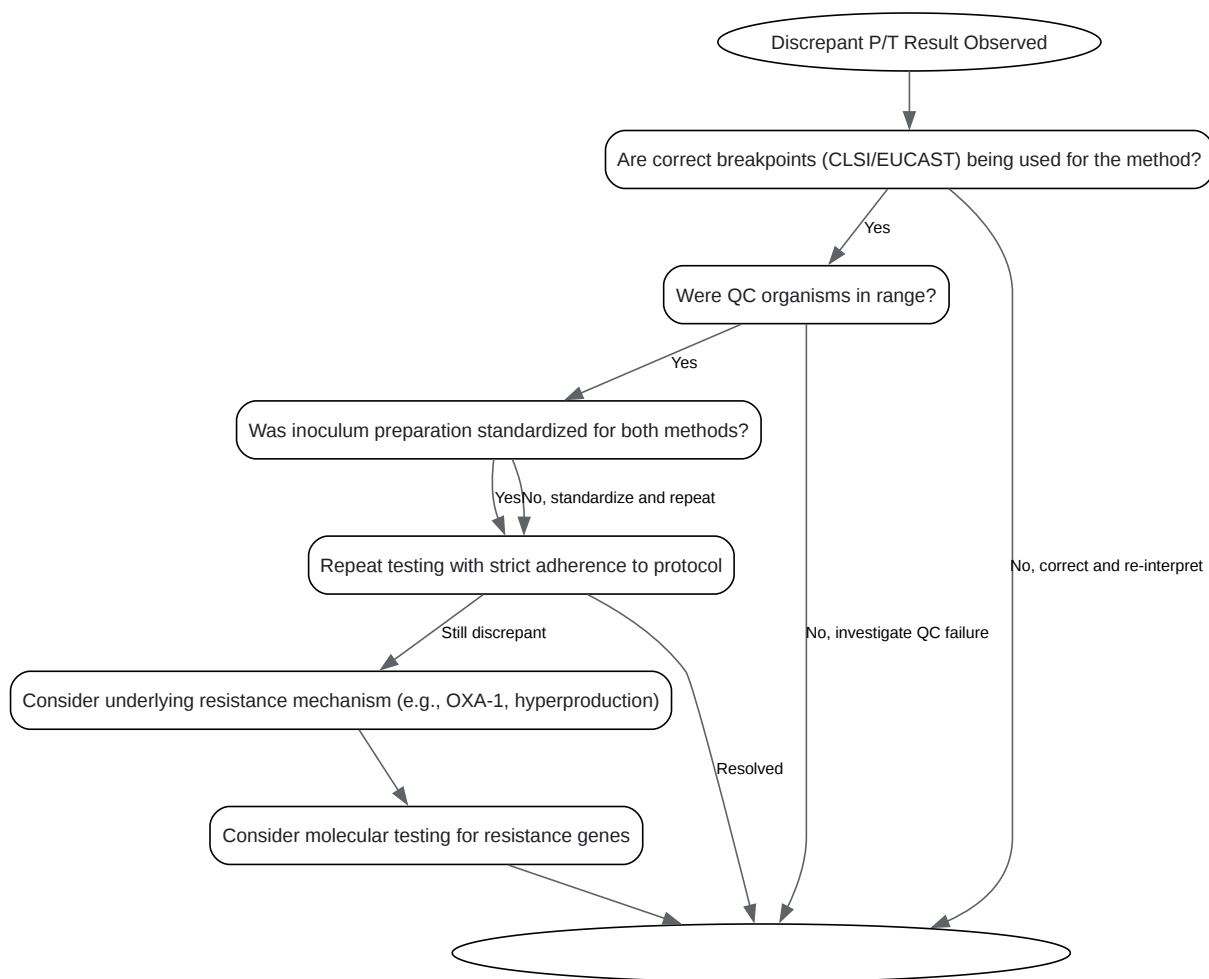 Discrepant P/T Result Observed
Are correct breakpoints (CLSI/EUCAST) being used for the method?
Yes
Were QC organisms in range?
Yes
Was inoculum preparation standardized for both methods?
Yes
No, standardize and repeat
Repeat testing with strict adherence to protocol
No, correct and re-interpret
Still discrepant
No, investigate QC failure
Consider underlying resistance mechanism (e.g., OXA-1, hyperproduction)
Resolved
Consider molecular testing for resistance genes